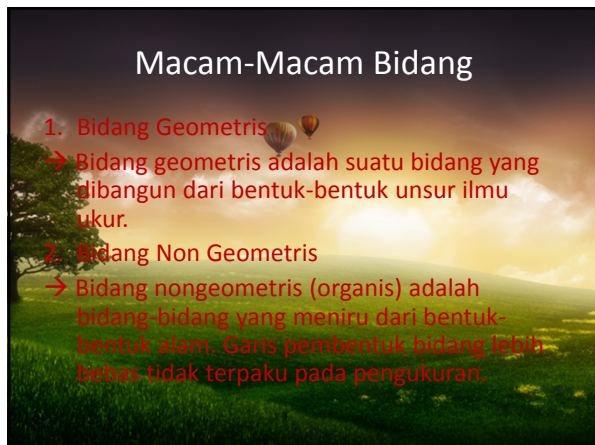 Macam-Macam Bidang
1. Bidang Geometris
→ Bidang geometris adalah suatu bidang yang
dibangun dari bentuk-bentuk unsur ilmu
ukur.
2. Bidang Non Geometris
→ Bidang nongeometris (organis) adalah
bidang-bidang yang meniru dari bentuk-
bentuk alam. Garis pembentuk bidang lebih
bebas tidak terpaku pada pengukuran.